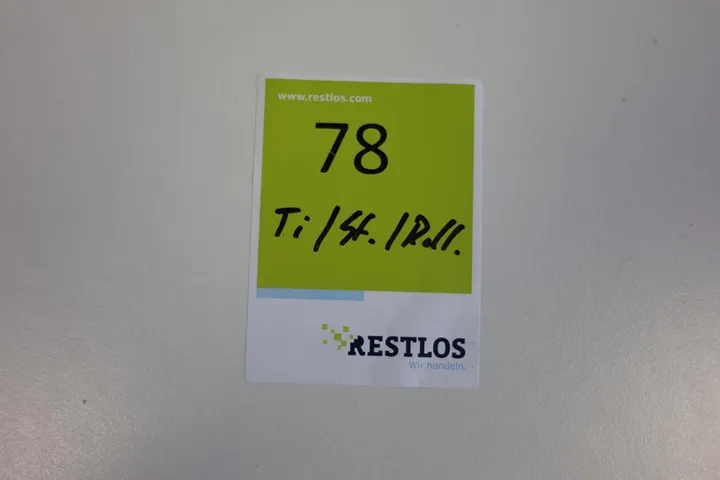 www.restlos.com
78
Ti/St./Roll.
RESTLOS
Wir handeln.